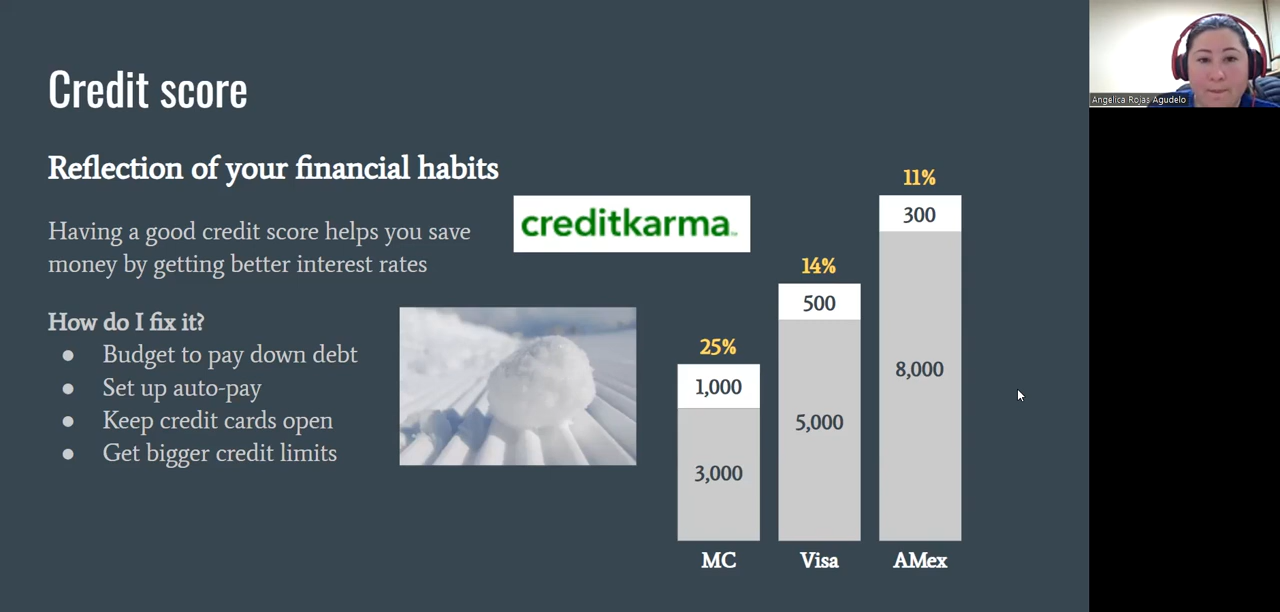 Credit score
Reflection of your financial habits
Having a good credit score helps you save
money by getting better interest rates
How do I fix it?
● Budget to pay down debt
● Set up auto-pay
● Keep credit cards open
● Get bigger credit limits
creditkarma
25%
1,000
3,000
MC
14%
500
5,000
Visa
11%
300
8,000
AMex
Angelica Rojas Agudelo